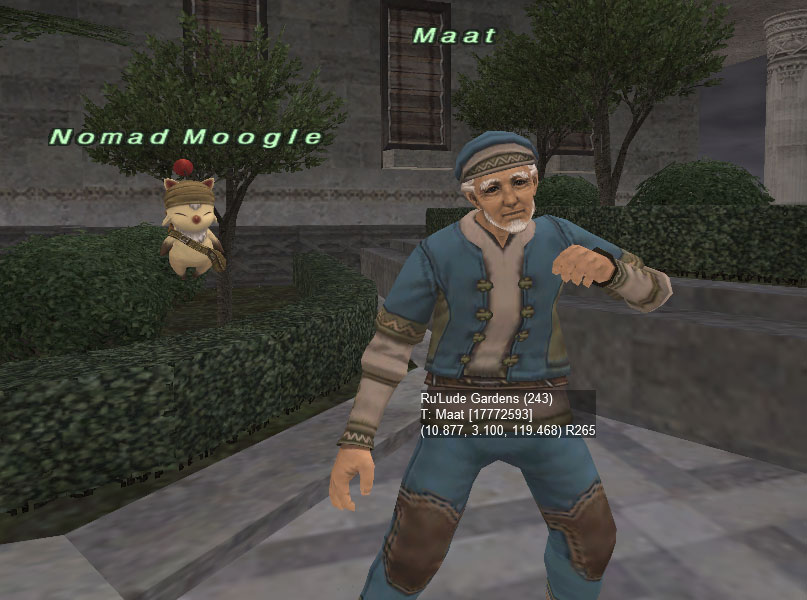 Maat
Nomad Moogle
Ru'Lude Gardens (243)
T: Maat [17772593]
(10.877, 3.100, 119.468) R265